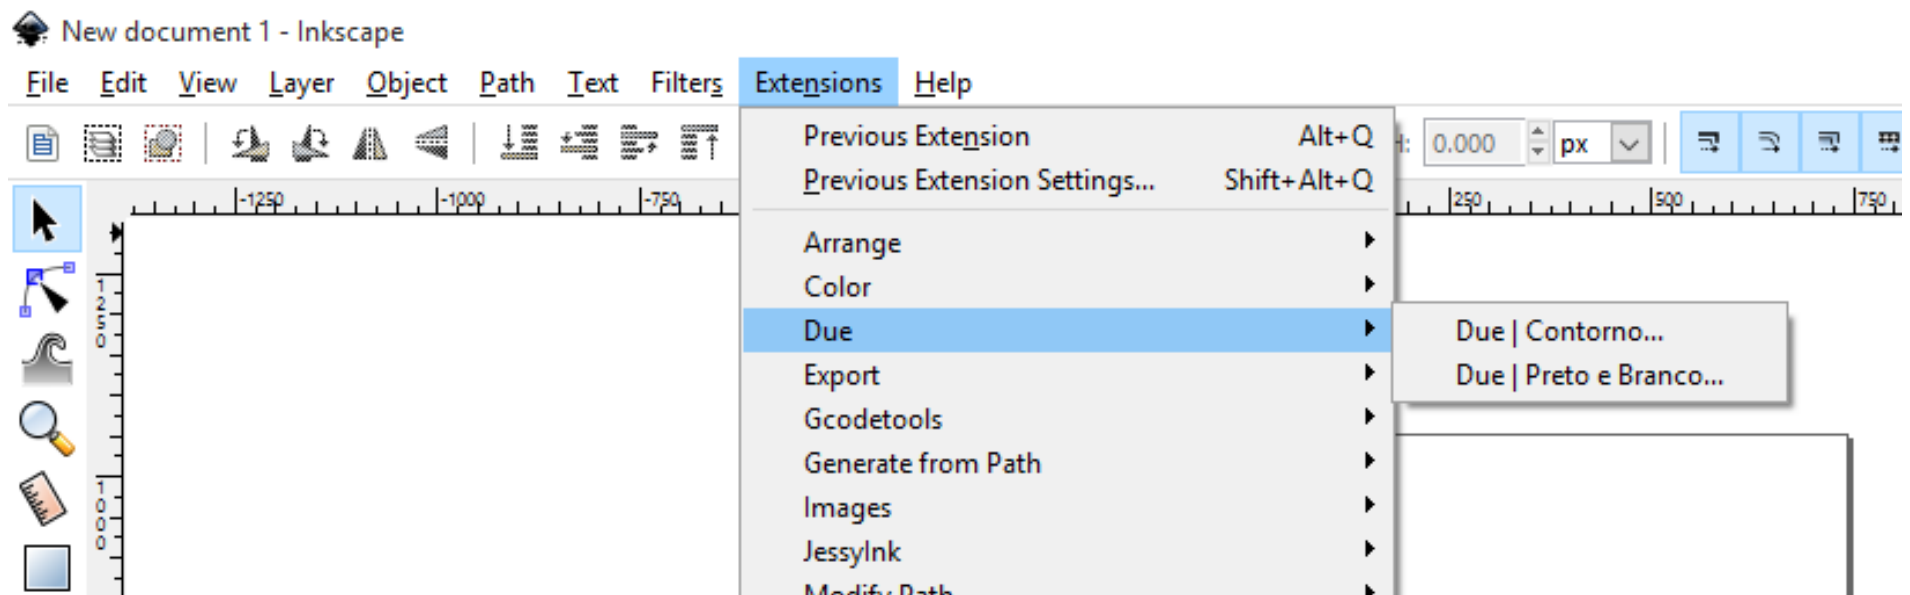 New document 1 - Inkscape
File Edit View Layer Object Path Text Filters Extensions Help
Previous Extension Alt+Q
H: 0.000 px
Previous Extension Settings... Shift+Alt+Q
-1250 -1000 -750 250 500 750
Arrange
Color
Due
Due | Contorno...
Export
Due | Preto e Branco...
Gcodetools
Generate from Path
Images
JessyInk
Modify Path
1250
1000